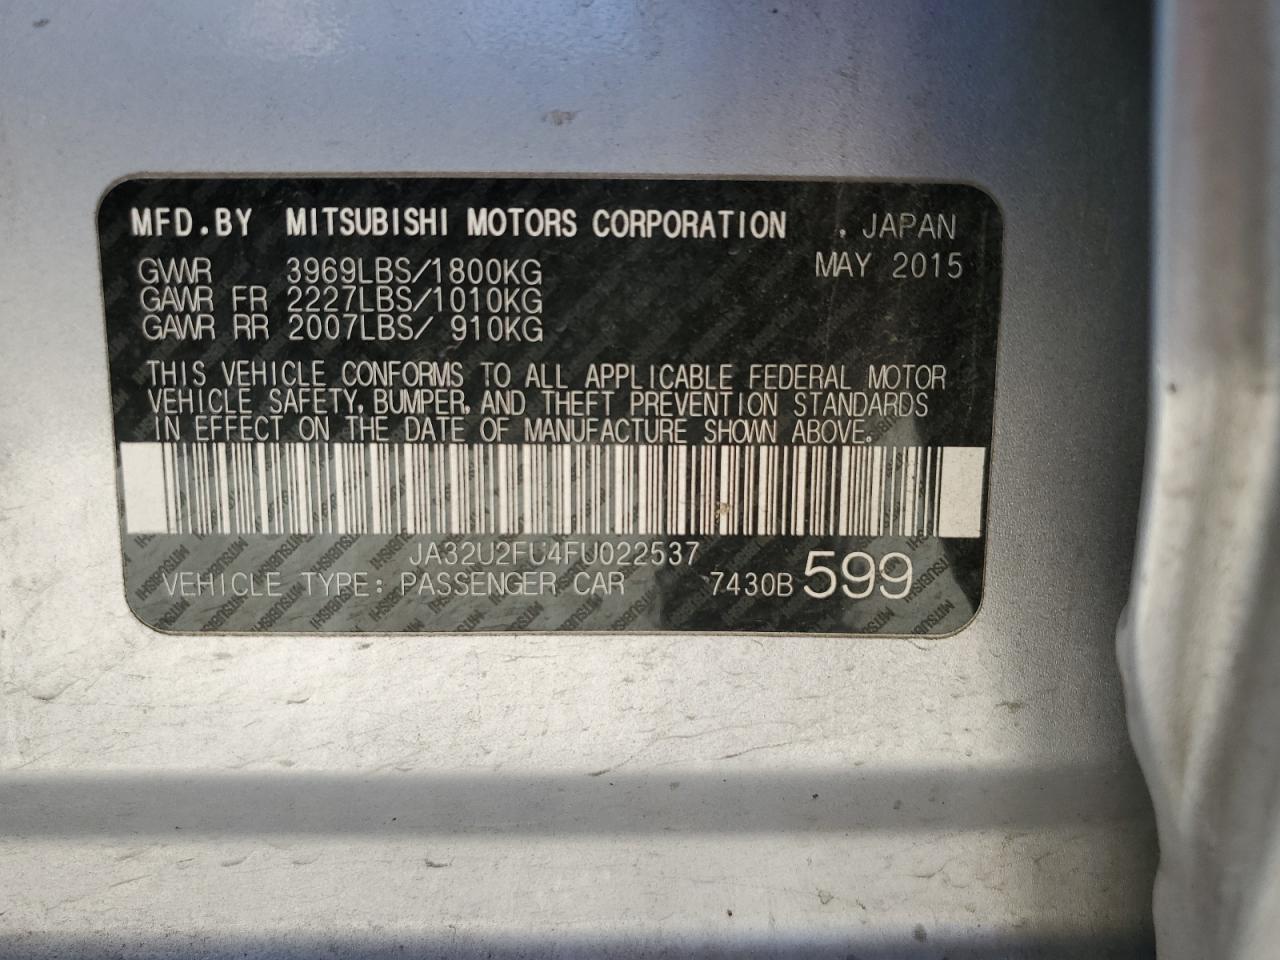 MFD.BY MITSUBISHI MOTORS CORPORATION . JAPAN
GVWR 3969LBS/1800KG MAY 2015
GAWR FR 2227LBS/1010KG
GAWR RR 2007LBS/ 910KG
THIS VEHICLE CONFORMS TO ALL APPLICABLE FEDERAL MOTOR
VEHICLE SAFETY, BUMPER, AND THEFT PREVENTION STANDARDS
IN EFFECT ON THE DATE OF MANUFACTURE SHOWN ABOVE.
JA32U2FU4FU022537
VEHICLE TYPE: PASSENGER CAR 7430B 599